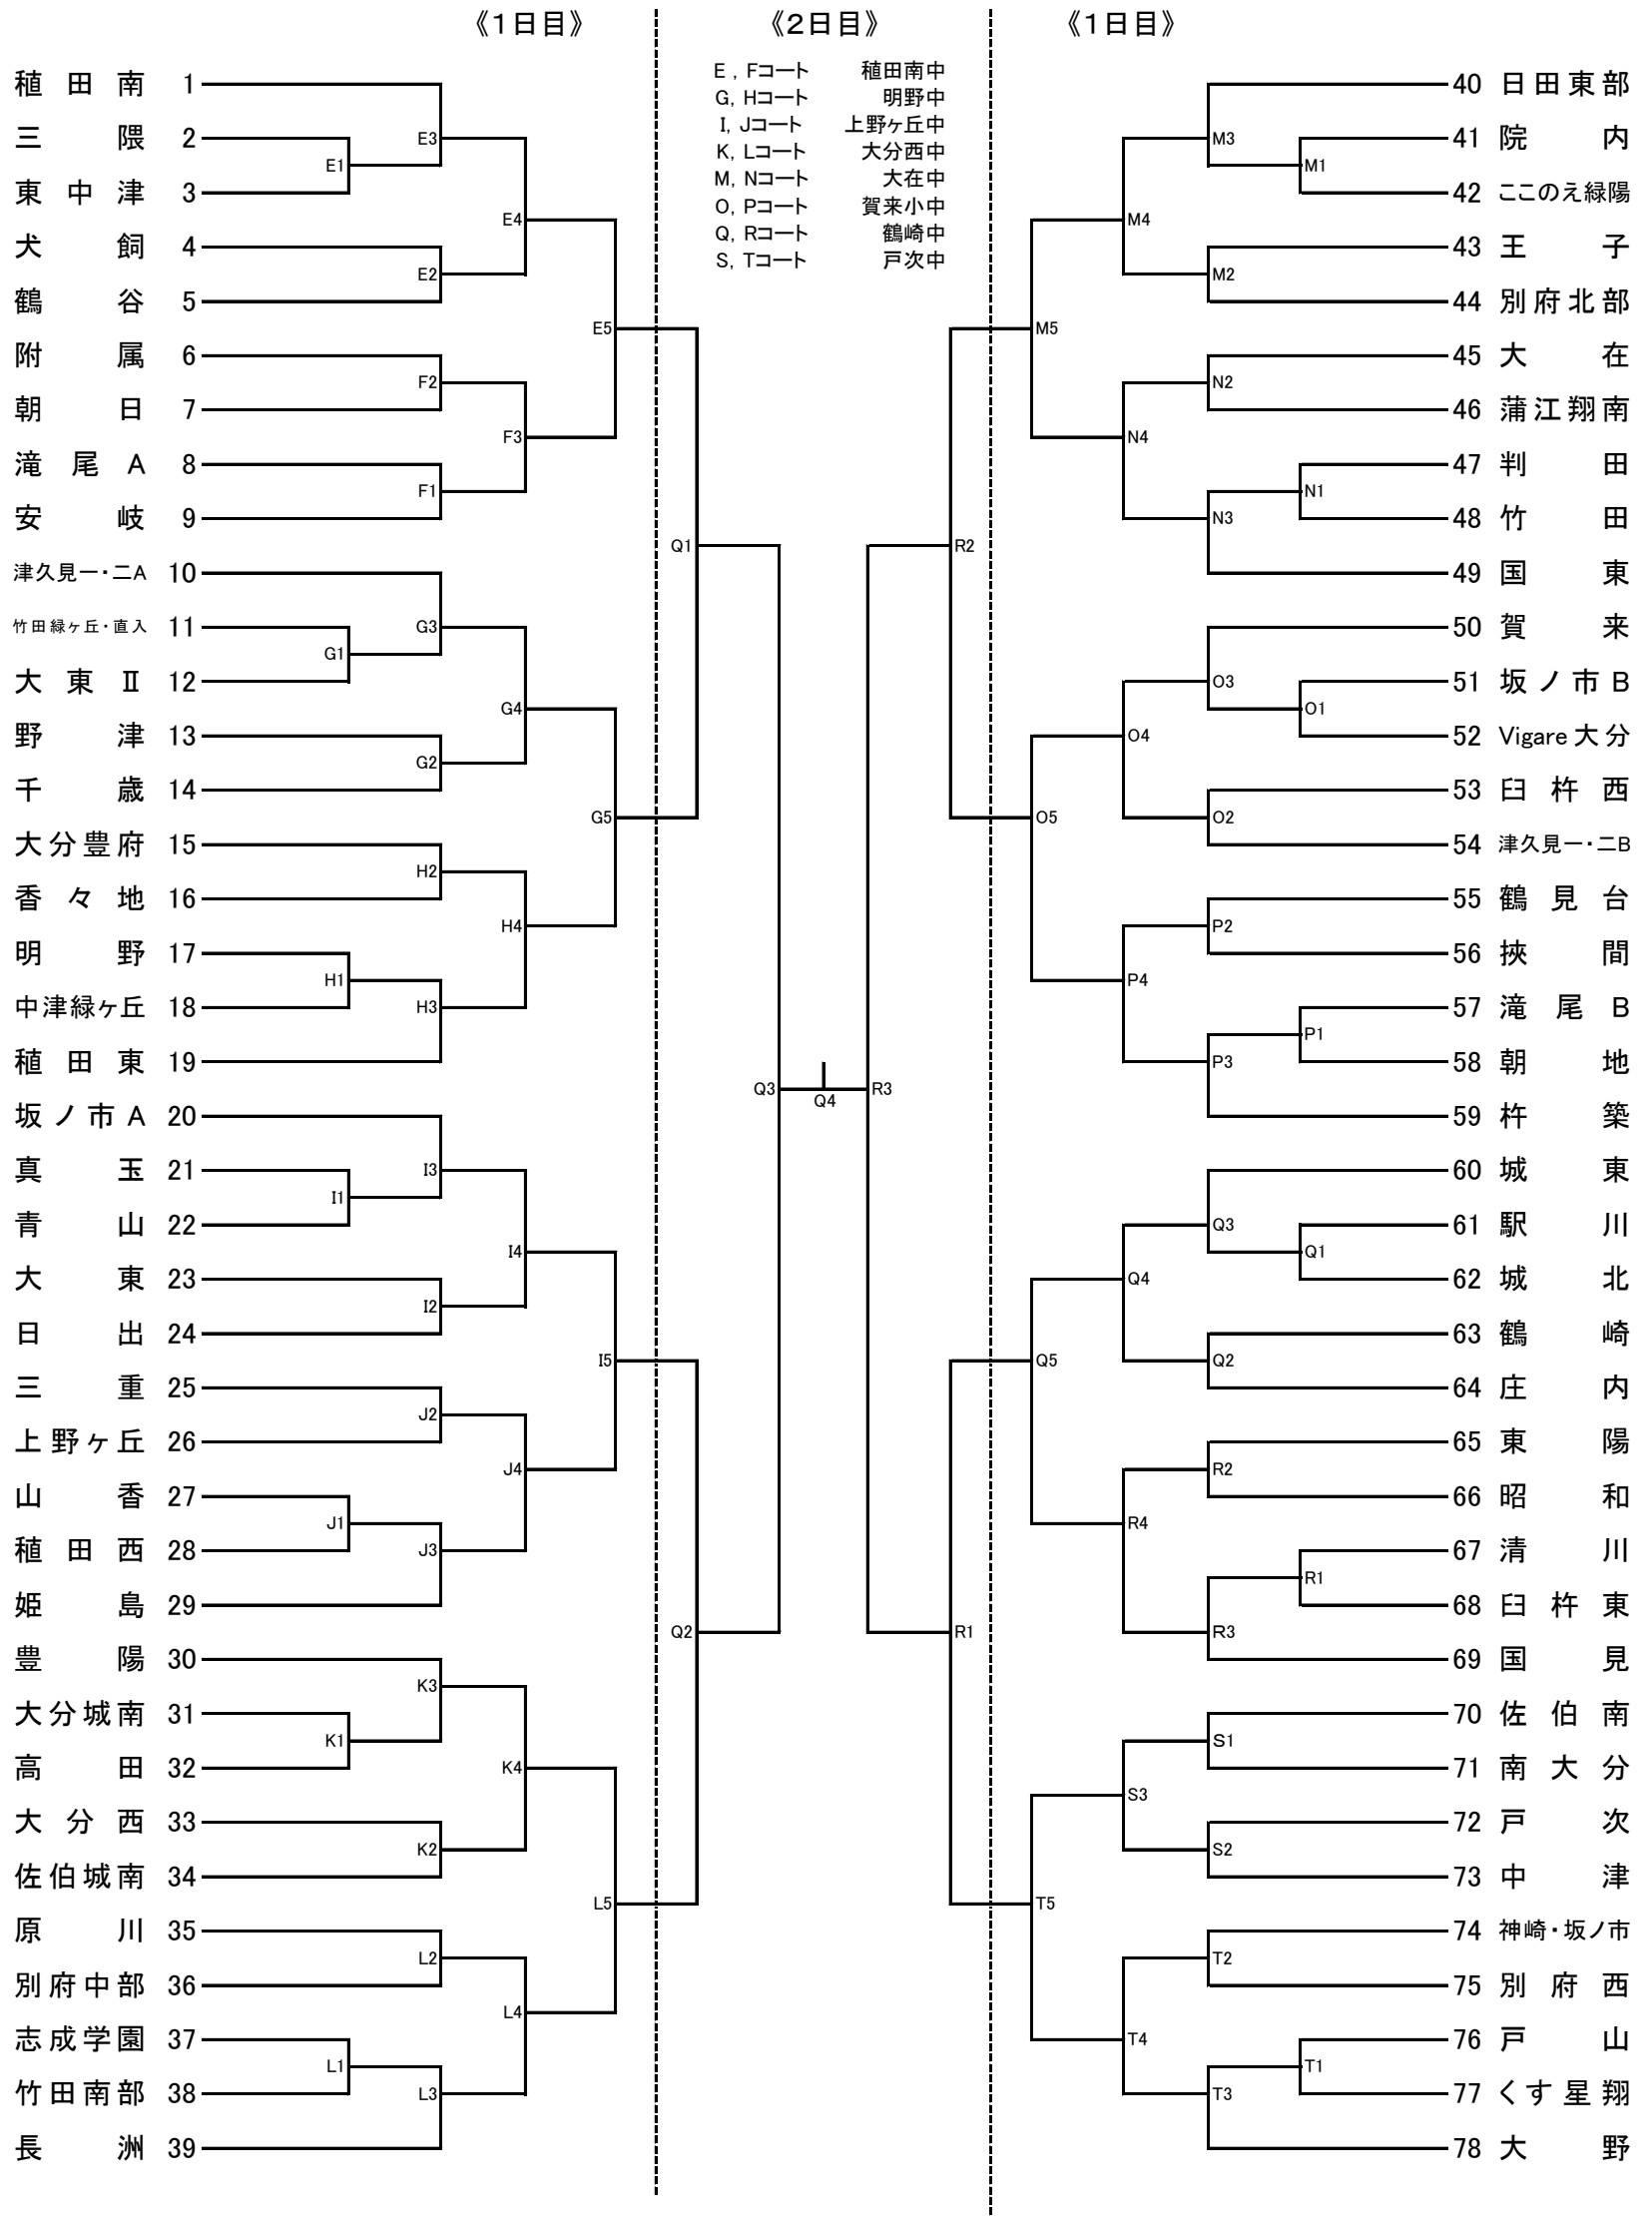 《1日目》 《2日目》 《1日目》
E , Fコート 稙田南中
G, Hコート 明野中
I, Jコート 上野ヶ丘中
K, Lコート 大分西中
M, Nコート 大在中
O, Pコート 賀来小中
Q, Rコート 鶴崎中
S, Tコート 戸次中
稙田南 1
三隈 2
東中津 3
犬飼 4
鶴谷 5
附属 6
朝日 7
滝尾A 8
安岐 9
津久見一・二A 10
竹田緑ヶ丘・直入 11
大東Ⅱ 12
野津 13
千歳 14
大分豊府 15
香々地 16
明野 17
中津緑ヶ丘 18
稙田東 19
坂ノ市A 20
真玉 21
青山 22
大東 23
日出 24
三重 25
上野ヶ丘 26
山香 27
稙田西 28
姫島 29
豊陽 30
大分城南 31
高田 32
大分西 33
佐伯城南 34
原川 35
別府中部 36
志成学園 37
竹田南部 38
長洲 39
E1
E2
E3
E4
E5
F1
F2
F3
G1
G2
G3
G4
G5
H1
H2
H3
H4
I1
I2
I3
I4
I5
J1
J2
J3
J4
K1
K2
K3
K4
L1
L2
L3
L4
L5
Q1
Q2
Q3
Q4
R3
R2
R1
M1
M2
M3
M4
M5
N1
N2
N3
N4
O1
O2
O3
O4
O5
P1
P2
P3
P4
Q1
Q2
Q3
Q4
Q5
R1
R2
R3
R4
S1
S2
S3
T1
T2
T3
T4
T5
40 日田東部
41 院内
42 ここのえ緑陽
43 王子
44 別府北部
45 大在
46 蒲江翔南
47 判田
48 竹田
49 国東
50 賀来
51 坂ノ市B
52 Vigare大分
53 臼杵西
54 津久見一・二B
55 鶴見台
56 挾間
57 滝尾B
58 朝地
59 杵築
60 城東
61 駅川
62 城北
63 鶴崎
64 庄内
65 東陽
66 昭和
67 清川
68 臼杵東
69 国見
70 佐伯南
71 南大分
72 戸次
73 中津
74 神崎・坂ノ市
75 別府西
76 戸山
77 くす星翔
78 大野